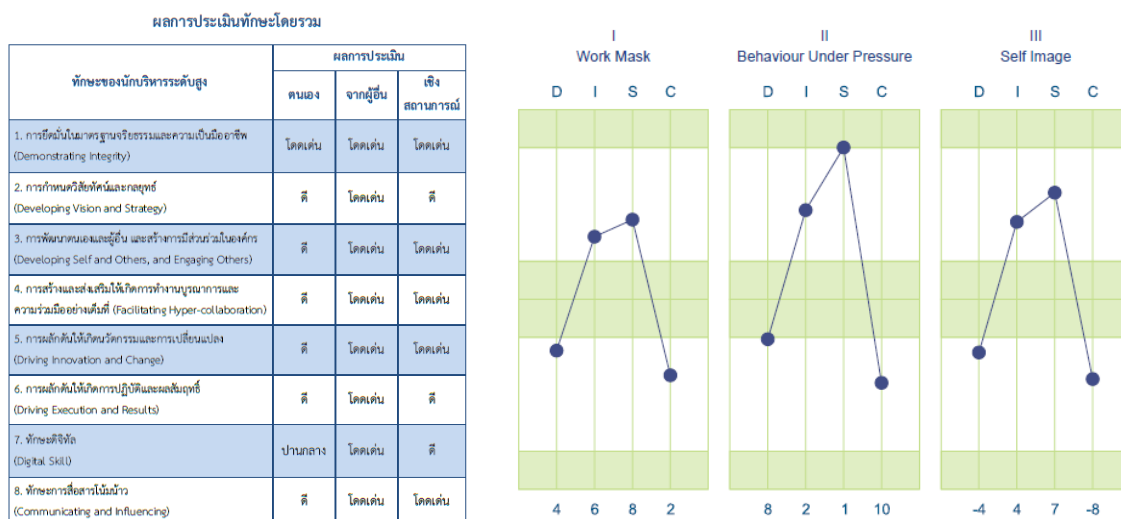 ผลการประเมินทักษะโดยรวม
ทักษะของนักบริหารระดับสูง
ผลการประเมิน
ตนเอง
จากผู้อื่น
เชิง
สถานการณ์
1. การยึดมั่นในมาตรฐานจริยธรรมและความเป็นมืออาชีพ
(Demonstrating Integrity)
โดดเด่น
โดดเด่น
โดดเด่น
2. การกำหนดวิสัยทัศน์และกลยุทธ์
(Developing Vision and Strategy)
ดี
โดดเด่น
ดี
3. การพัฒนาตนเองและผู้อื่น และสร้างการมีส่วนร่วมในองค์กร
(Developing Self and Others, and Engaging Others)
ดี
โดดเด่น
โดดเด่น
4. การสร้างและส่งเสริมให้เกิดการทำงานบูรณาการและ
ความร่วมมืออย่างเต็มที่ (Facilitating Hyper-collaboration)
ดี
โดดเด่น
โดดเด่น
5. การผลักดันให้เกิดนวัตกรรมและการเปลี่ยนแปลง
(Driving Innovation and Change)
ดี
โดดเด่น
โดดเด่น
6. การผลักดันให้เกิดการปฏิบัติและผลสัมฤทธิ์
(Driving Execution and Results)
ดี
โดดเด่น
ดี
7. ทักษะดิจิทัล
(Digital Skill)
ปานกลาง
โดดเด่น
ดี
8. ทักษะการสื่อสารโน้มน้าว
(Communicating and Influencing)
ดี
โดดเด่น
โดดเด่น
I
Work Mask
D I S C
4 6 8 2
II
Behaviour Under Pressure
D I S C
8 2 1 10
III
Self Image
D I S C
-4 4 7 -8